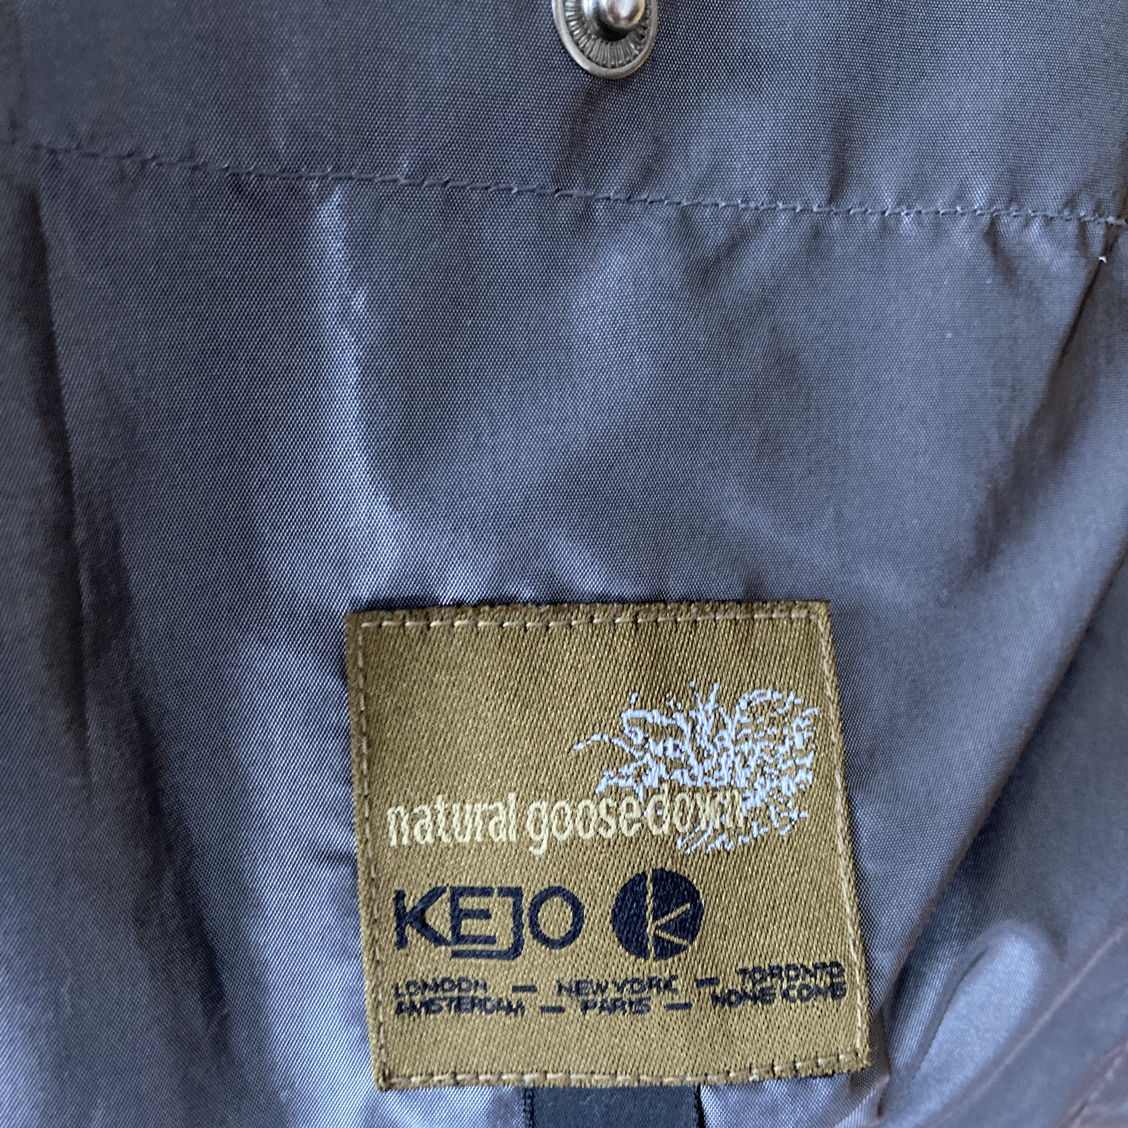 natural goosedown
KEJO K
LONDON — NEW YORK — TORONTO
AMSTERDAM — PARIS — HONG KONG